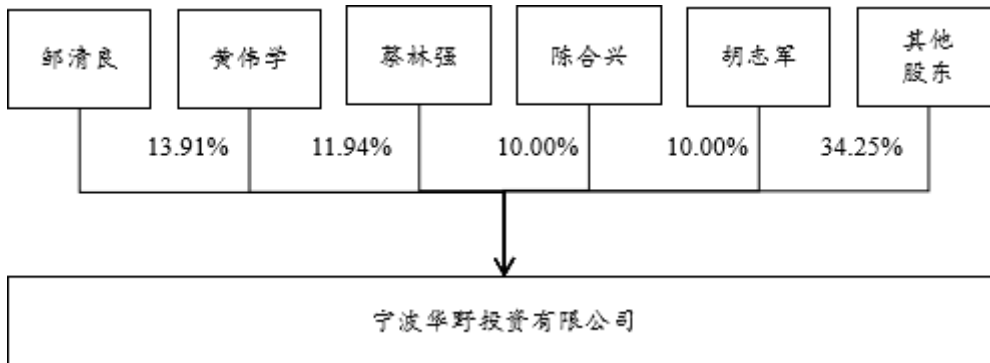 邹清良
黄伟学
蔡林强
陈合兴
胡志军
其他
股东
13.91%
11.94%
10.00%
10.00%
34.25%
宁波华野投资有限公司